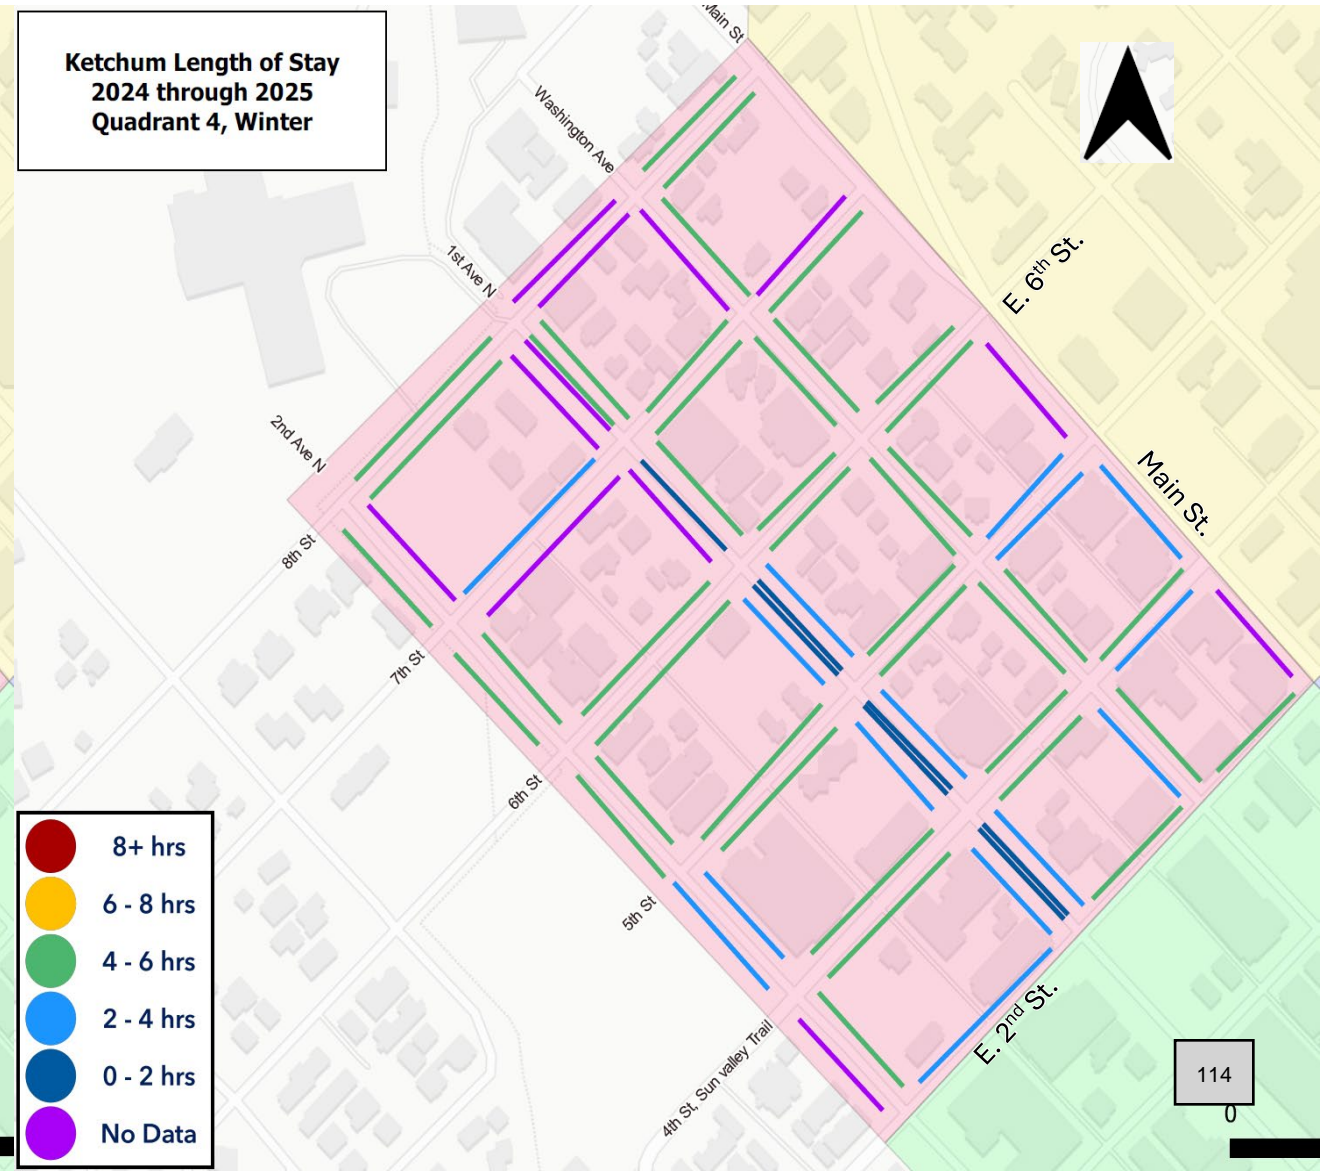 Ketchum Length of Stay
2024 through 2025
Quadrant 4, Winter
Main St
Washington Ave
1st Ave N
2nd Ave N
8th St
7th St
6th St
5th St
4th St, Sun valley Trail
E. 6th St.
Main St.
E. 2nd St.
8+ hrs
6 - 8 hrs
4 - 6 hrs
2 - 4 hrs
0 - 2 hrs
No Data
114
0